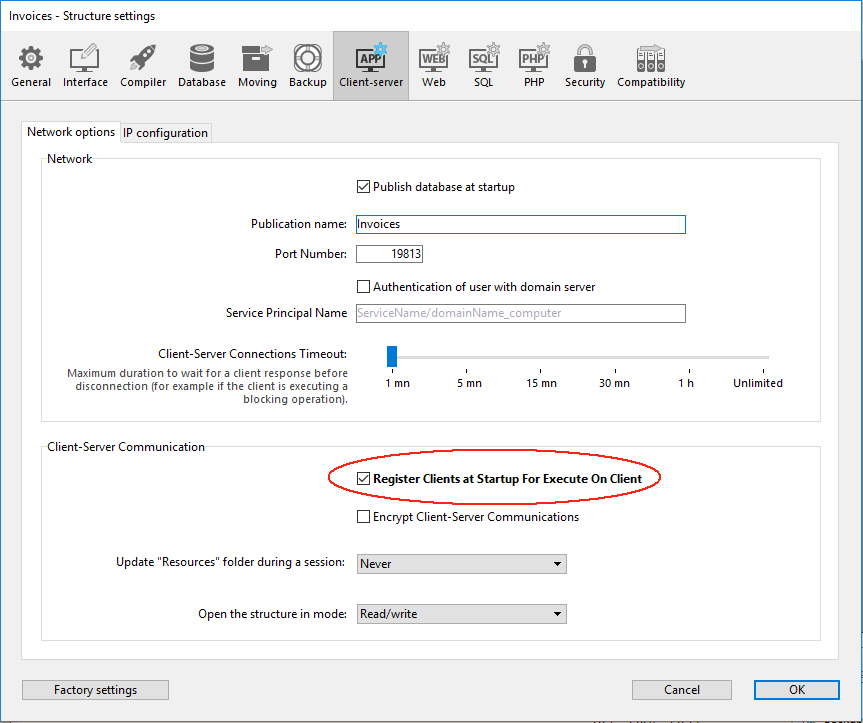 Invoices - Structure settings
General Interface Compiler Database Moving Backup APP Client-server WEB Web SQL SQL PHP PHP Security Compatibility
Network options IP configuration
Network
Publish database at startup
Publication name: Invoices
Port Number: 19813
Authentication of user with domain server
Service Principal Name ServiceName/domainName_computer
Client-Server Connections Timeout:
Maximum duration to wait for a client response before
disconnection (for example if the client is executing a
blocking operation).
1 mn 5 mn 15 mn 30 mn 1 h Unlimited
Client-Server Communication
Register Clients at Startup For Execute On Client
Encrypt Client-Server Communications
Update "Resources" folder during a session: Never
Open the structure in mode: Read/write
Factory settings Cancel OK